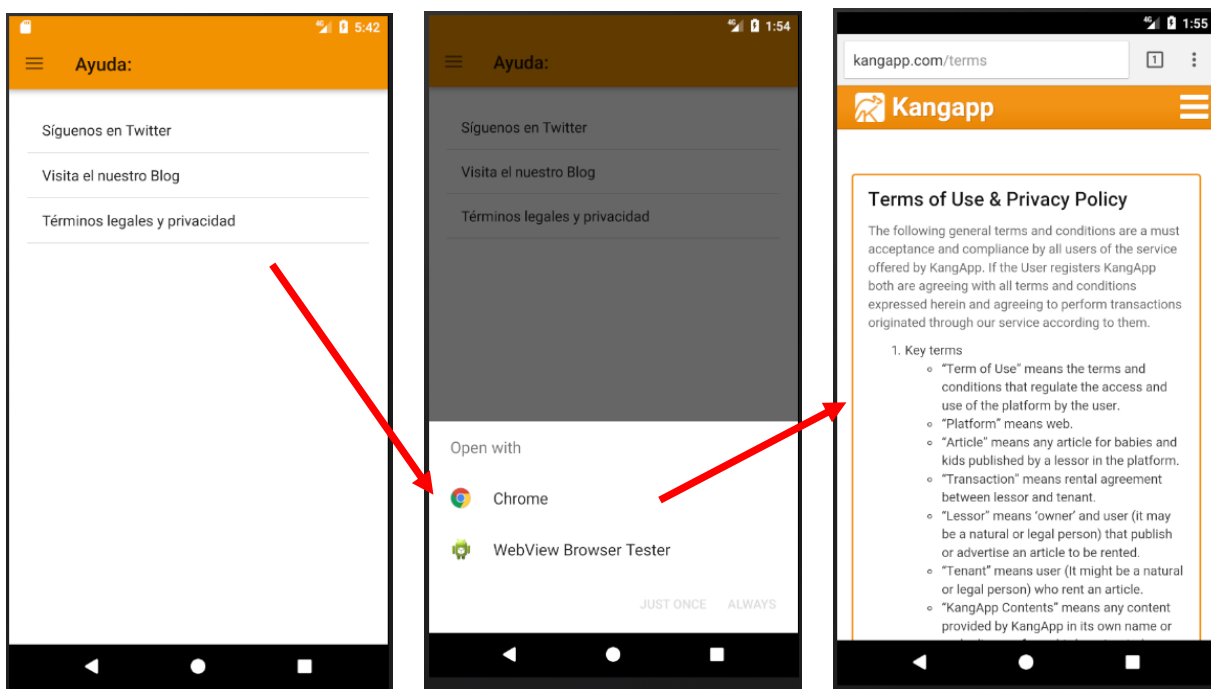 5:42
Ayuda:
Síguenos en Twitter
Visita el nuestro Blog
Términos legales y privacidad
1:54
Ayuda:
Síguenos en Twitter
Visita el nuestro Blog
Términos legales y privacidad
Open with
Chrome
WebView Browser Tester
JUST ONCE ALWAYS
1:55
kangapp.com/terms
1
Kangapp
Terms of Use & Privacy Policy
The following general terms and conditions are a must
acceptance and compliance by all users of the service
offered by KangApp. If the User registers KangApp
both are agreeing with all terms and conditions
expressed herein and agreeing to perform transactions
originated through our service according to them.
1. Key terms
"Term of Use" means the terms and
conditions that regulate the access and
use of the platform by the user.
"Platform" means web.
"Article" means any article for babies and
kids published by a lessor in the platform.
"Transaction" means rental agreement
between lessor and tenant.
"Lessor" means 'owner' and user (it may
be a natural or legal person) that publish
or advertise an article to be rented.
"Tenant" means user (It might be a natural
or legal person) who rent an article.
"KangApp Contents" means any content
provided by KangApp in its own name or